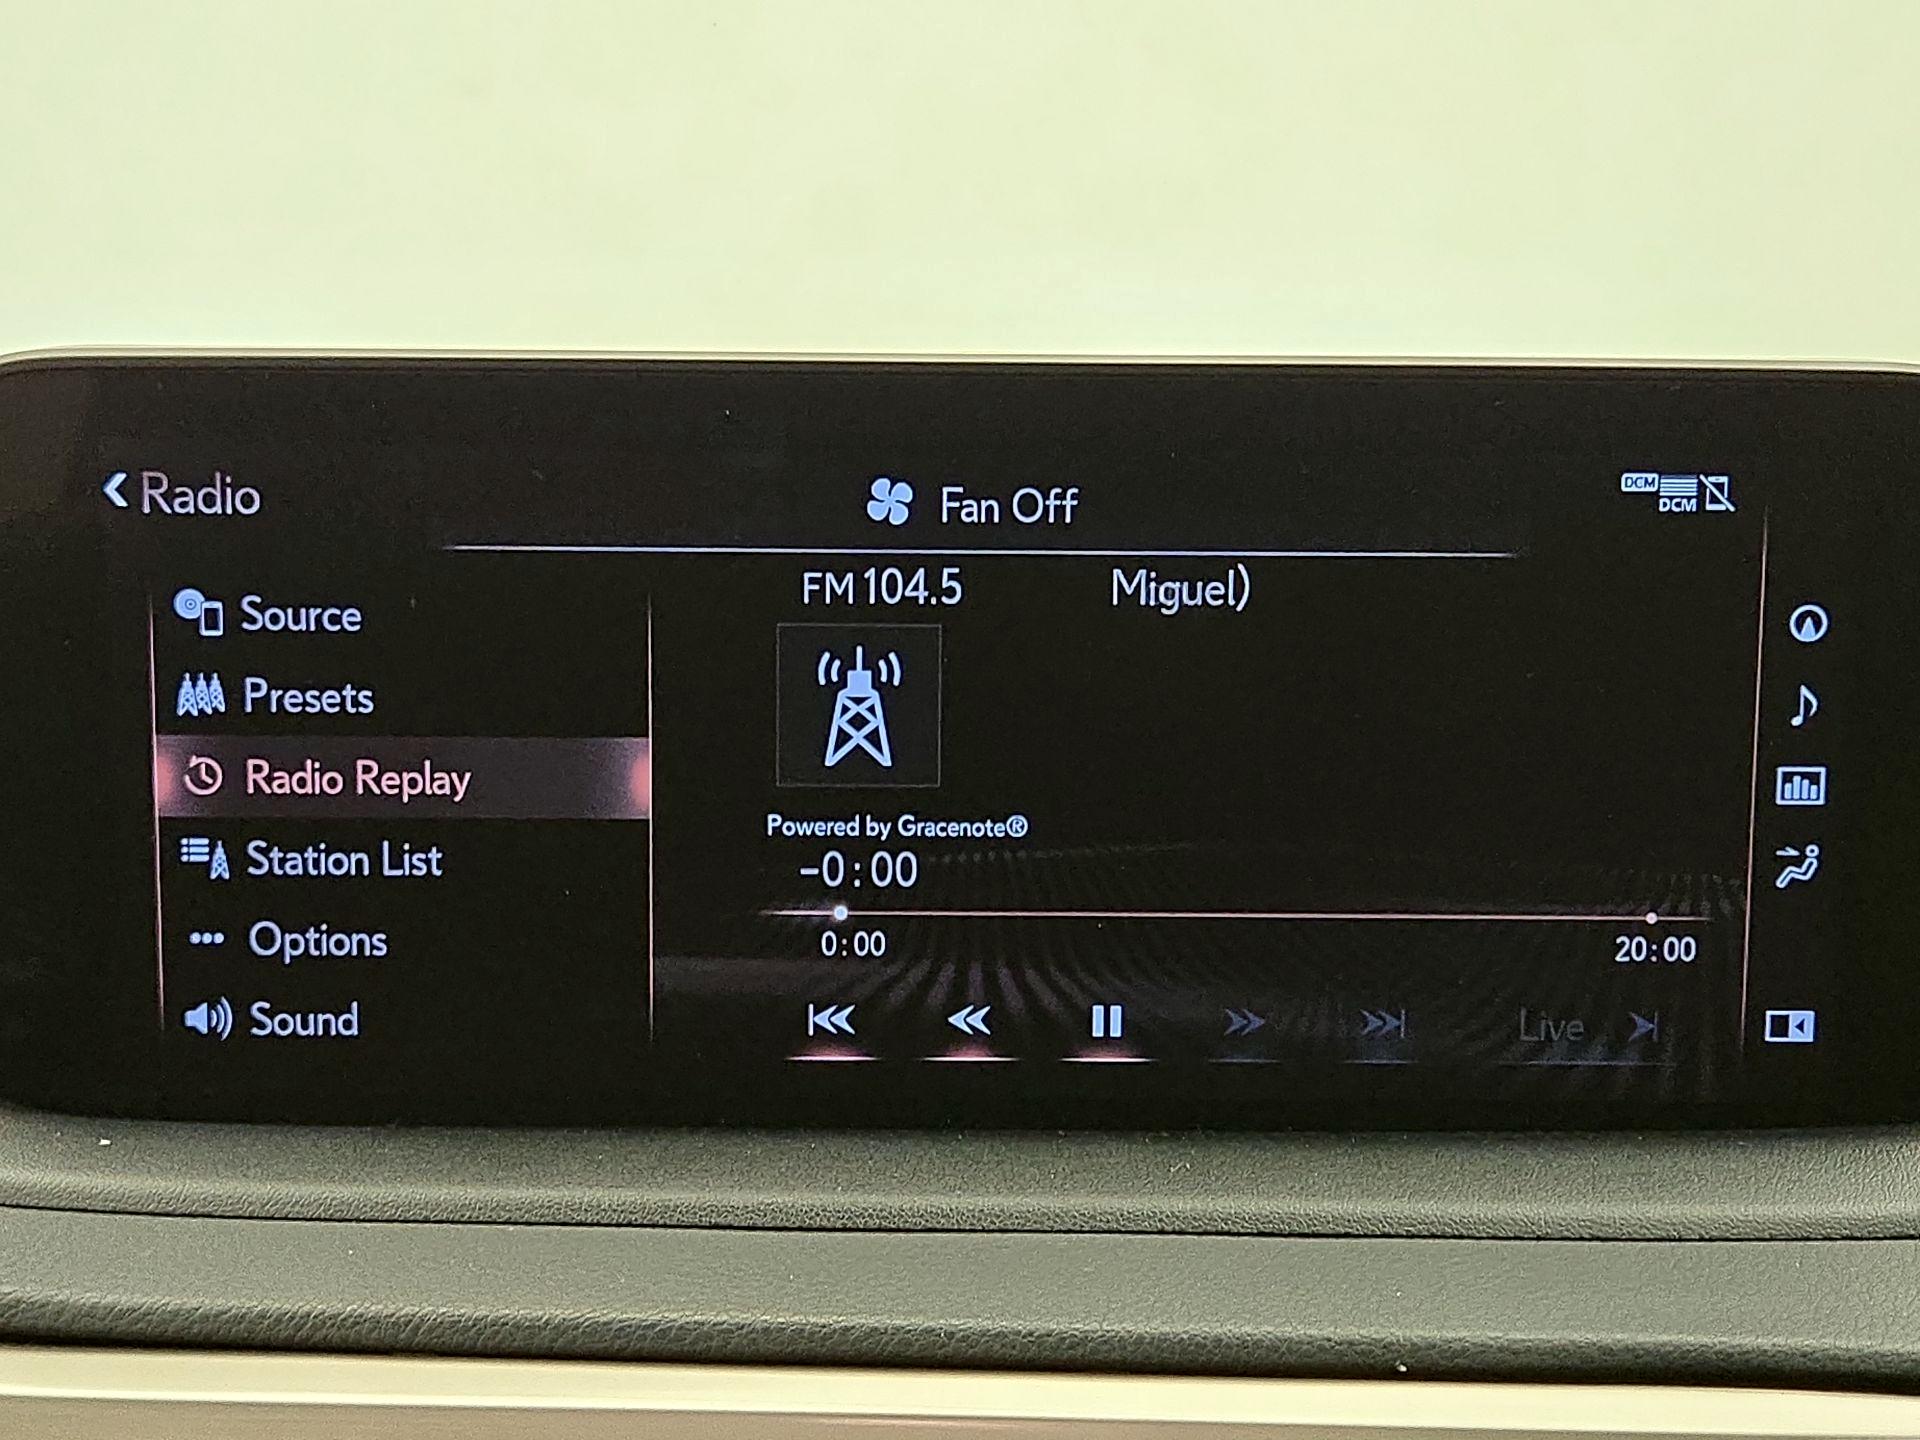 Radio
Fan Off
DCM
DCM
FM 104.5 Miguel)
Source
Presets
Radio Replay
Station List
Options
Sound
Powered by Gracenote®
-0:00
0:00 20:00
Live